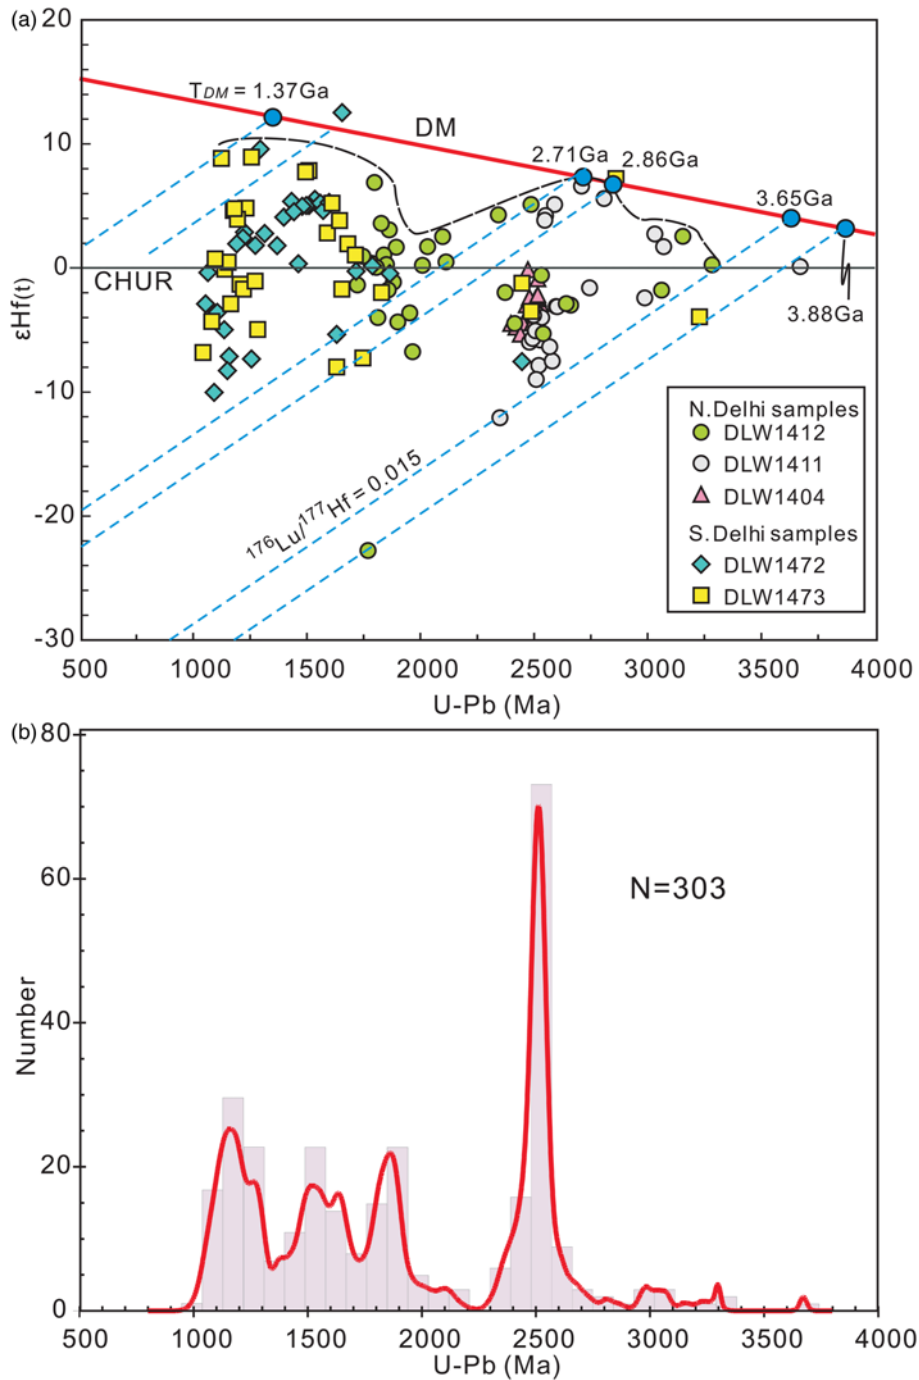 (a)
20
10
0
-10
-20
-30
εHf(t)
TDM = 1.37Ga
DM
2.71Ga
2.86Ga
3.65Ga
CHUR
3.88Ga
176Lu/177Hf = 0.015
N.Delhi samples
DLW1412
DLW1411
DLW1404
S.Delhi samples
DLW1472
DLW1473
500 1000 1500 2000 2500 3000 3500 4000
U-Pb (Ma)
(b)
80
60
40
20
0
Number
N=303
500 1000 1500 2000 2500 3000 3500 4000
U-Pb (Ma)